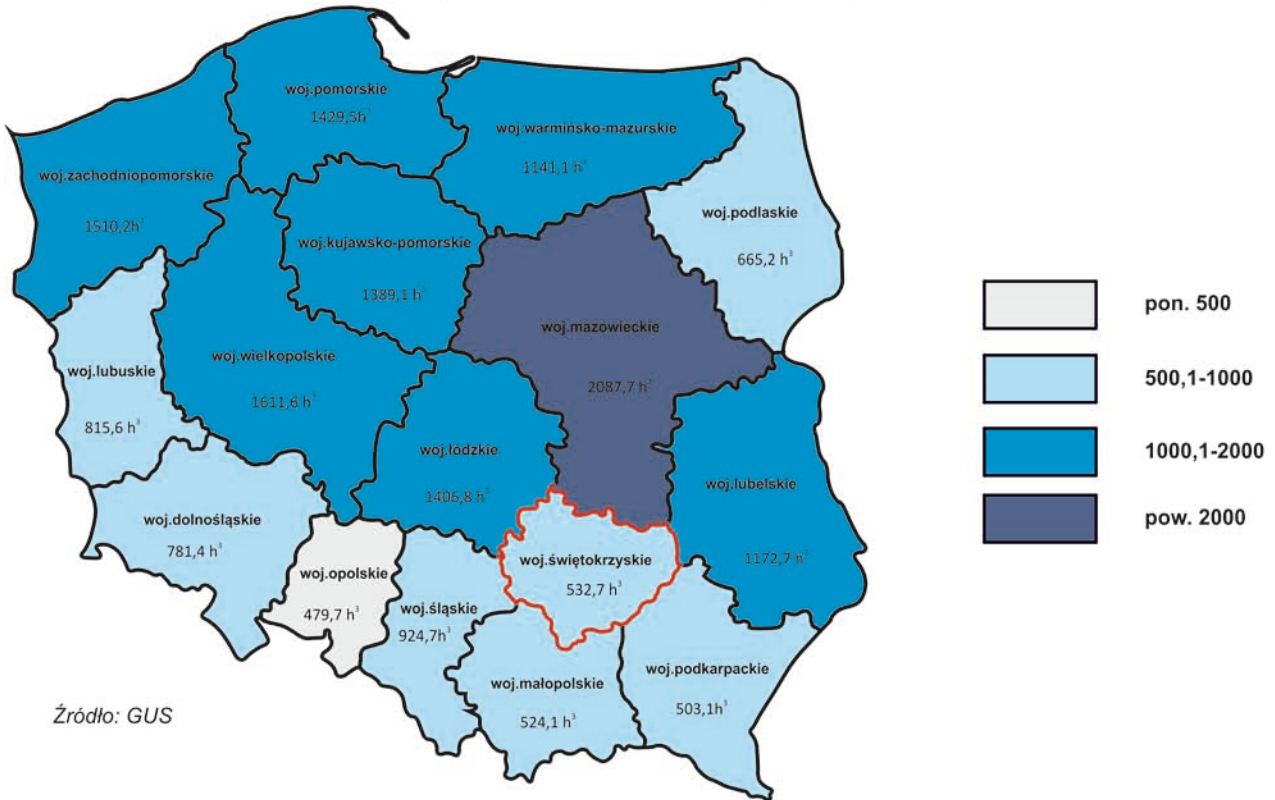 woj.pomorskie
1429,5h³
woj.warmińsko-mazurskie
1141,1 h³
woj.zachodniopomorskie
1510,2h³
woj.podlaskie
665,2 h³
woj.kujawsko-pomorskie
1389,1 h³
woj.mazowieckie
2087,7 h³
woj.wielkopolskie
1611,6 h³
woj.lubuskie
815,6 h³
woj.łódzkie
1406,8 h³
woj.lubelskie
1172,7 h³
woj.dolnośląskie
781,4 h³
woj.opolskie
479,7 h³
woj.śląskie
924,7h³
woj.świętokrzyskie
532,7 h³
woj.małopolskie
524,1 h³
woj.podkarpackie
503,1h³
pon. 500
500,1-1000
1000,1-2000
pow. 2000
Źródło: GUS